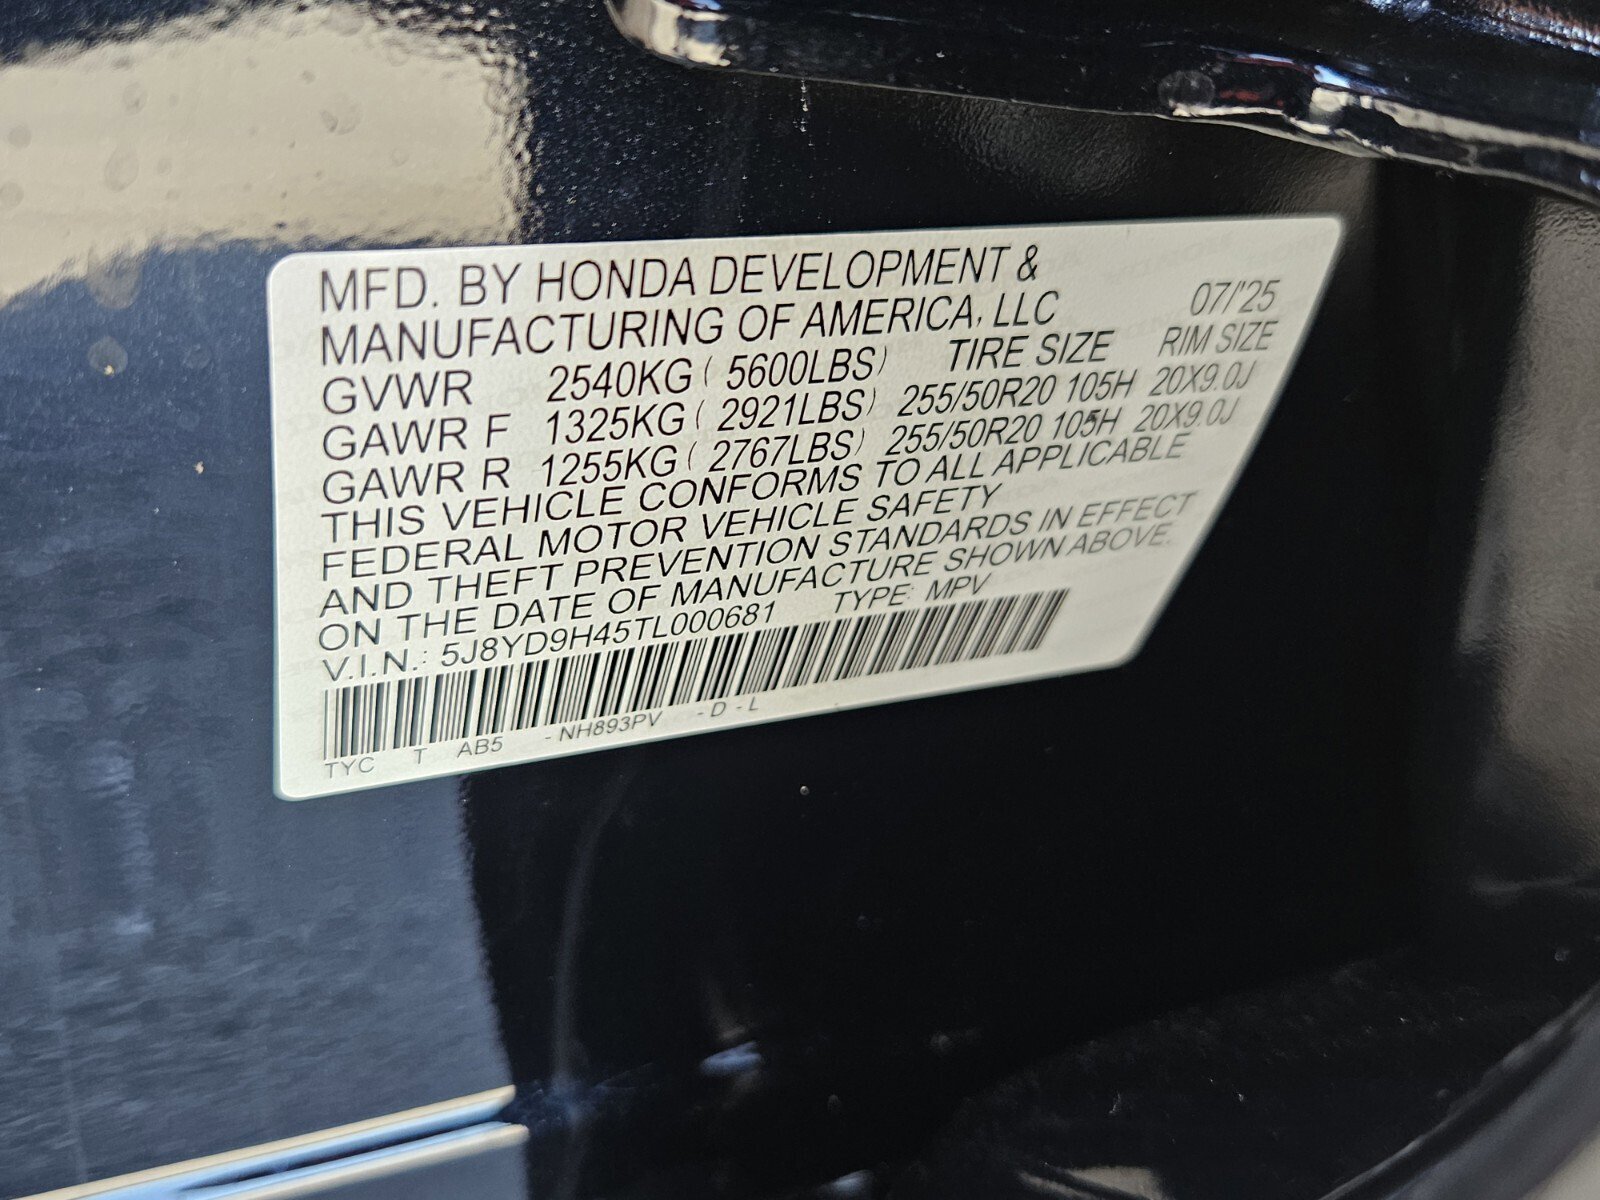 MFD. BY HONDA DEVELOPMENT &
MANUFACTURING OF AMERICA, LLC 07/'25
GVWR 2540KG ( 5600LBS) TIRE SIZE RIM SIZE
GAWR F 1325KG ( 2921LBS) 255/50R20 105H 20X9.0J
GAWR R 1255KG ( 2767LBS) 255/50R20 105H 20X9.0J
THIS VEHICLE CONFORMS TO ALL APPLICABLE
FEDERAL MOTOR VEHICLE SAFETY
AND THEFT PREVENTION STANDARDS IN EFFECT
ON THE DATE OF MANUFACTURE SHOWN ABOVE.
V.I.N.: 5J8YD9H45TL000681 TYPE: MPV
TYC T AB5 - NH893PV - D - L